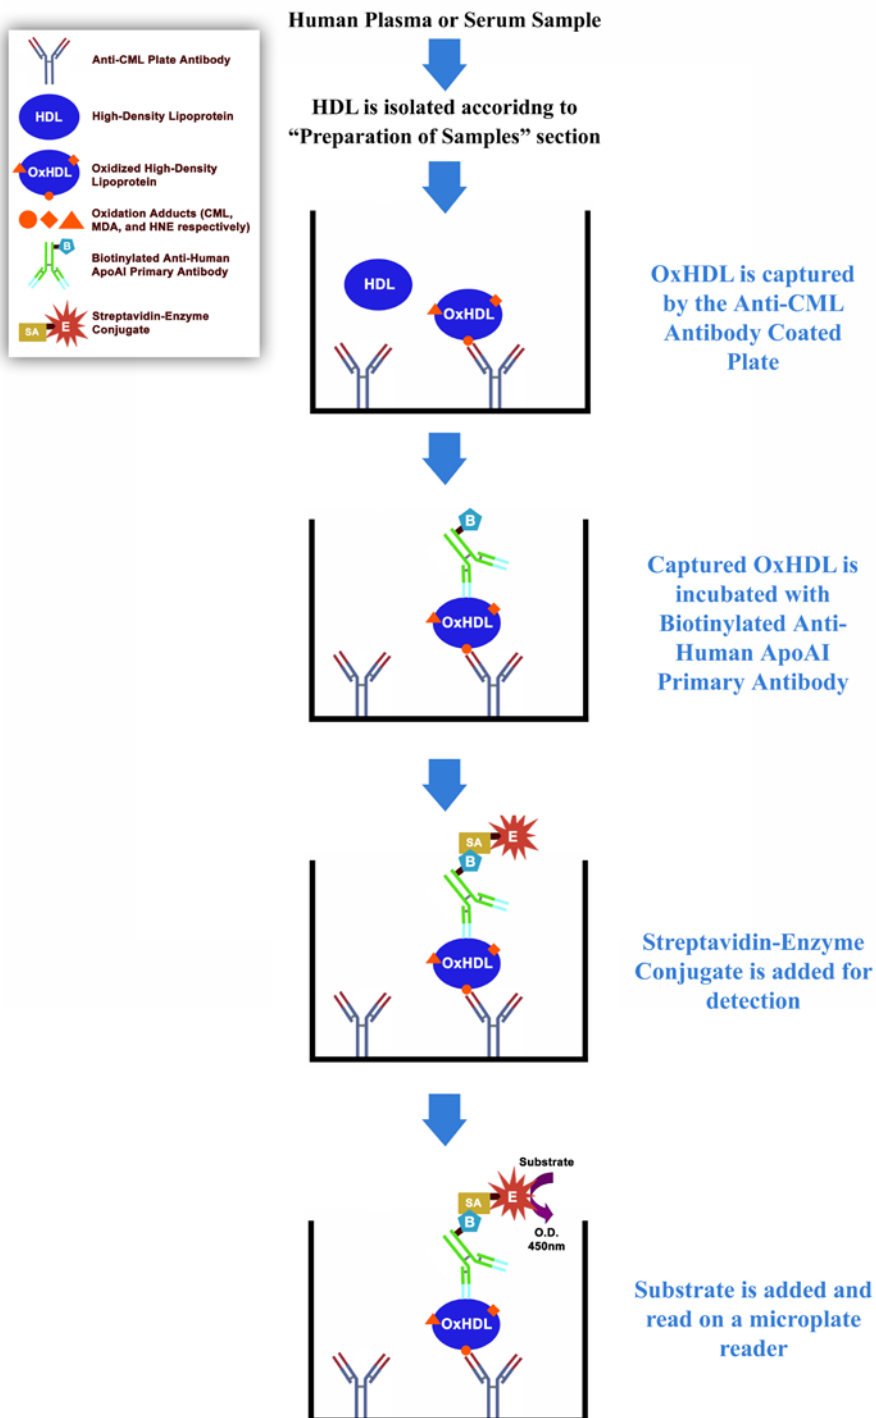 Human Plasma or Serum Sample
Anti-CML Plate Antibody
HDL
High-Density Lipoprotein
OxHDL
Oxidized High-Density
Lipoprotein
Oxidation Adducts (CML,
MDA, and HNE respectively)
B
Biotinylated Anti-Human
ApoAI Primary Antibody
SA
E
Streptavidin-Enzyme
Conjugate
HDL is isolated accoridng to
“Preparation of Samples” section
HDL
OxHDL
OxHDL is captured
by the Anti-CML
Antibody Coated
Plate
B
OxHDL
Captured OxHDL is
incubated with
Biotinylated Anti-
Human ApoAI
Primary Antibody
SA
E
B
OxHDL
Streptavidin-Enzyme
Conjugate is added for
detection
Substrate
SA
E
B
O.D.
450nm
OxHDL
Substrate is added and
read on a microplate
reader